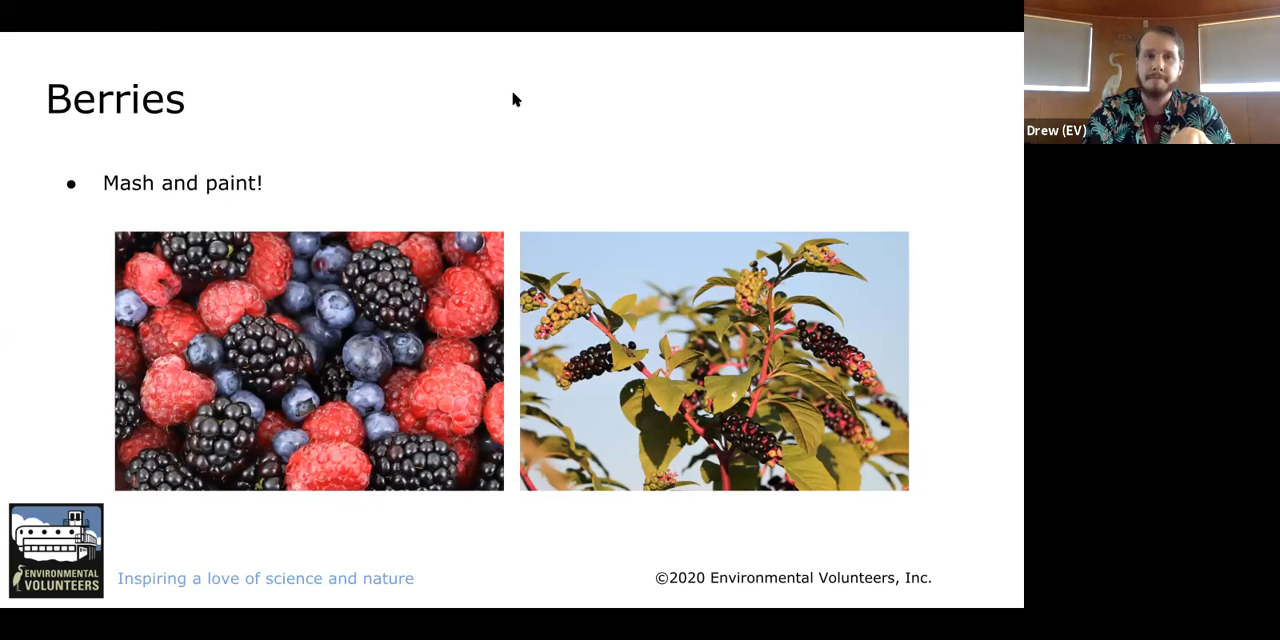 Berries
● Mash and paint!
Drew (EV)
ENVIRONMENTAL
VOLUNTEERS
Inspiring a love of science and nature
©2020 Environmental Volunteers, Inc.